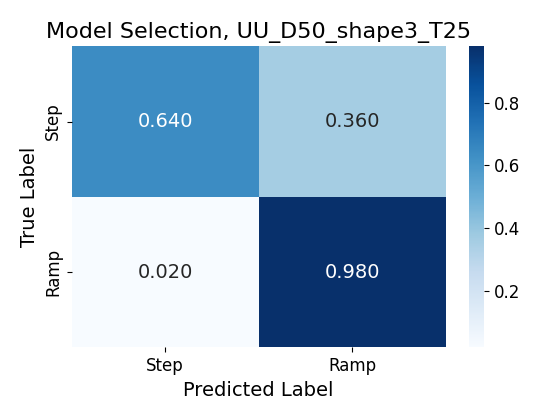 Model Selection, UU_D50_shape3_T25
True Label
Step
0.640
0.360
Ramp
0.020
0.980
Step
Ramp
Predicted Label
0.8
0.6
0.4
0.2